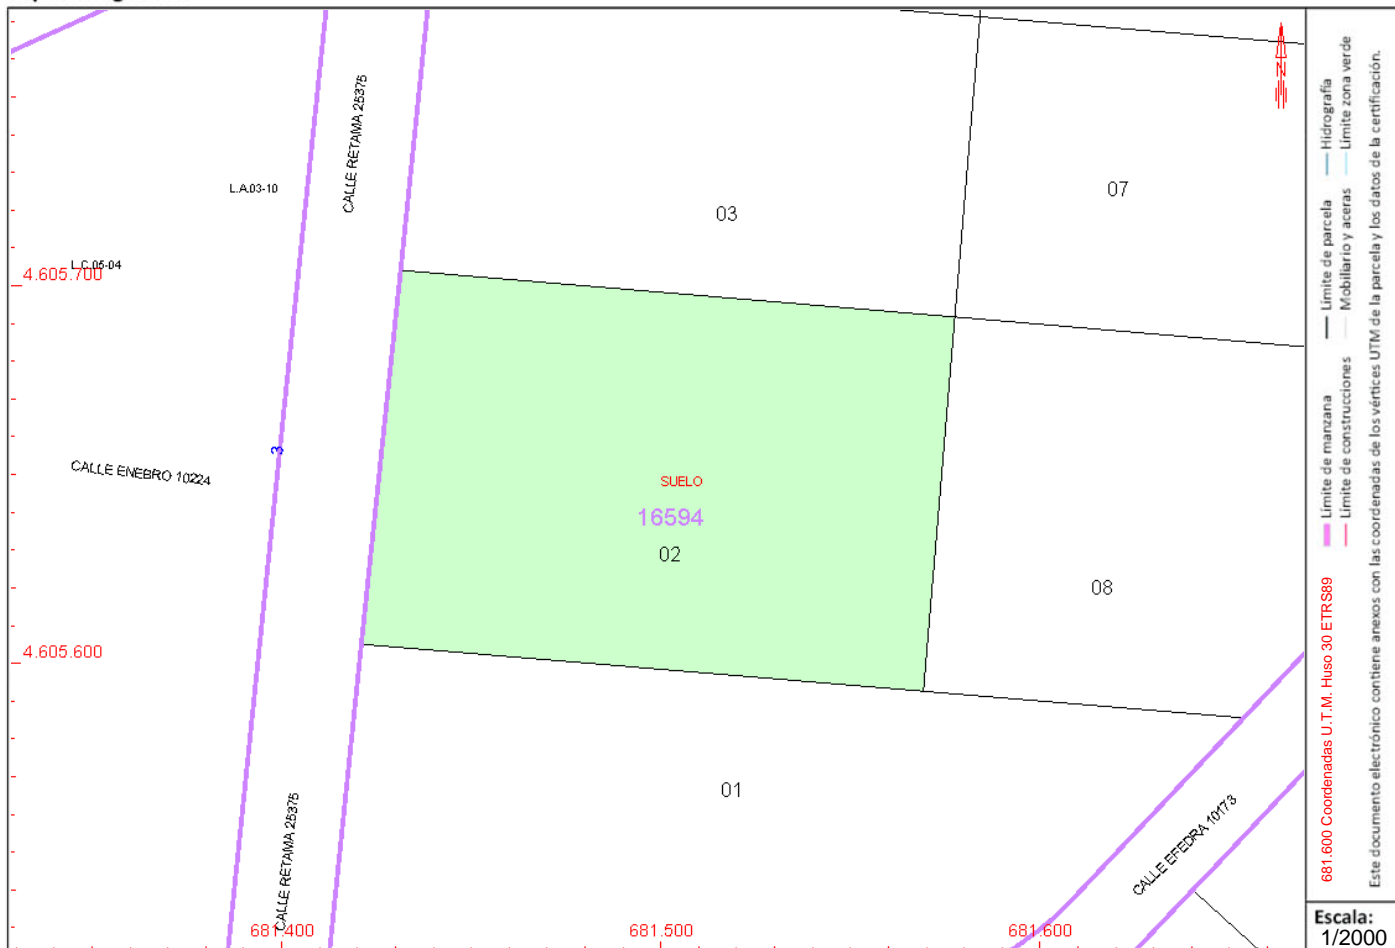 CALLE RETAMA 25375
L.A.03-10
03
07
L.C.05-04
4.605.700
3
CALLE ENEBRO 10224
SUELO
16594
02
08
4.605.600
01
CALLE EFEDRA 10173
CALLE RETAMA 25375
681.400
681.500
681.600
N
681.600 Coordenadas U.T.M. Huso 30 ETRS89
Límite de manzana
Límite de parcela
Hidrografía
Límite de construcciones
Mobiliario y aceras
Límite zona verde
Este documento electrónico contiene anexos con las coordenadas de los vértices UTM de la parcela y los datos de la certificación.
Escala:
1/2000